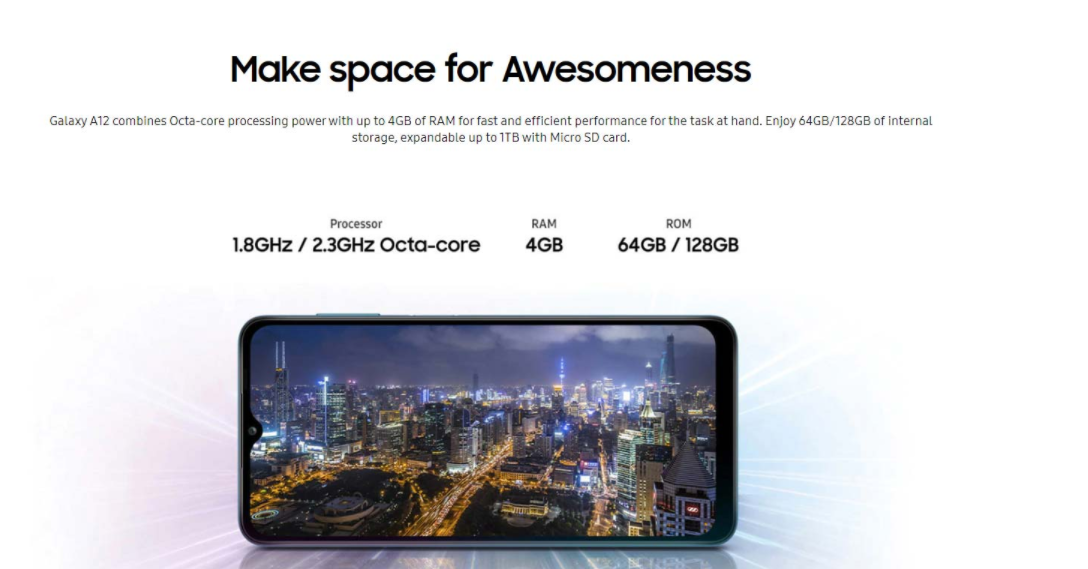 Make space for Awesomeness
Galaxy A12 combines Octa-core processing power with up to 4GB of RAM for fast and efficient performance for the task at hand. Enjoy 64GB/128GB of internal
storage, expandable up to 1TB with Micro SD card.
Processor
1.8GHz / 2.3GHz Octa-core
RAM
4GB
ROM
64GB / 128GB